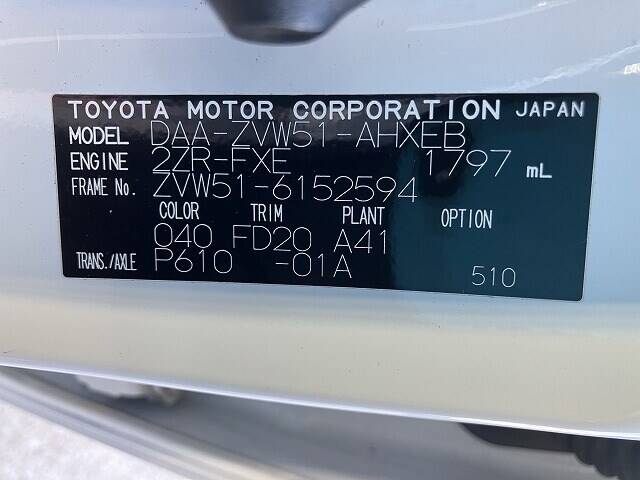 TOYOTA MOTOR CORPORATION JAPAN
MODEL DAA-ZVW51-AHXEB
ENGINE 2ZR-FXE 1797 mL
FRAME No. ZVW51-6152594
COLOR TRIM PLANT OPTION
040 FD20 A41
TRANS./AXLE P610 -01A
510